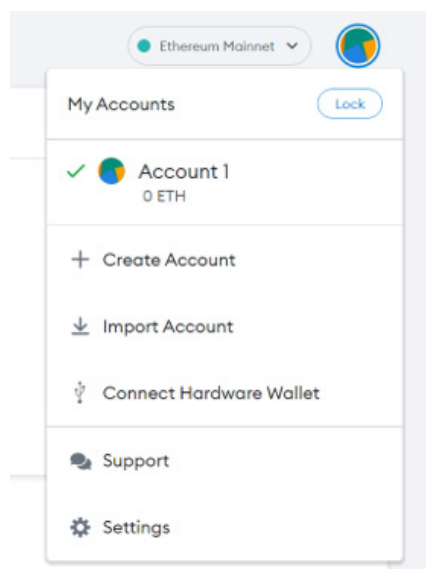 Ethereum Mainnet
My Accounts
Lock
Account 1
0 ETH
Create Account
Import Account
Connect Hardware Wallet
Support
Settings